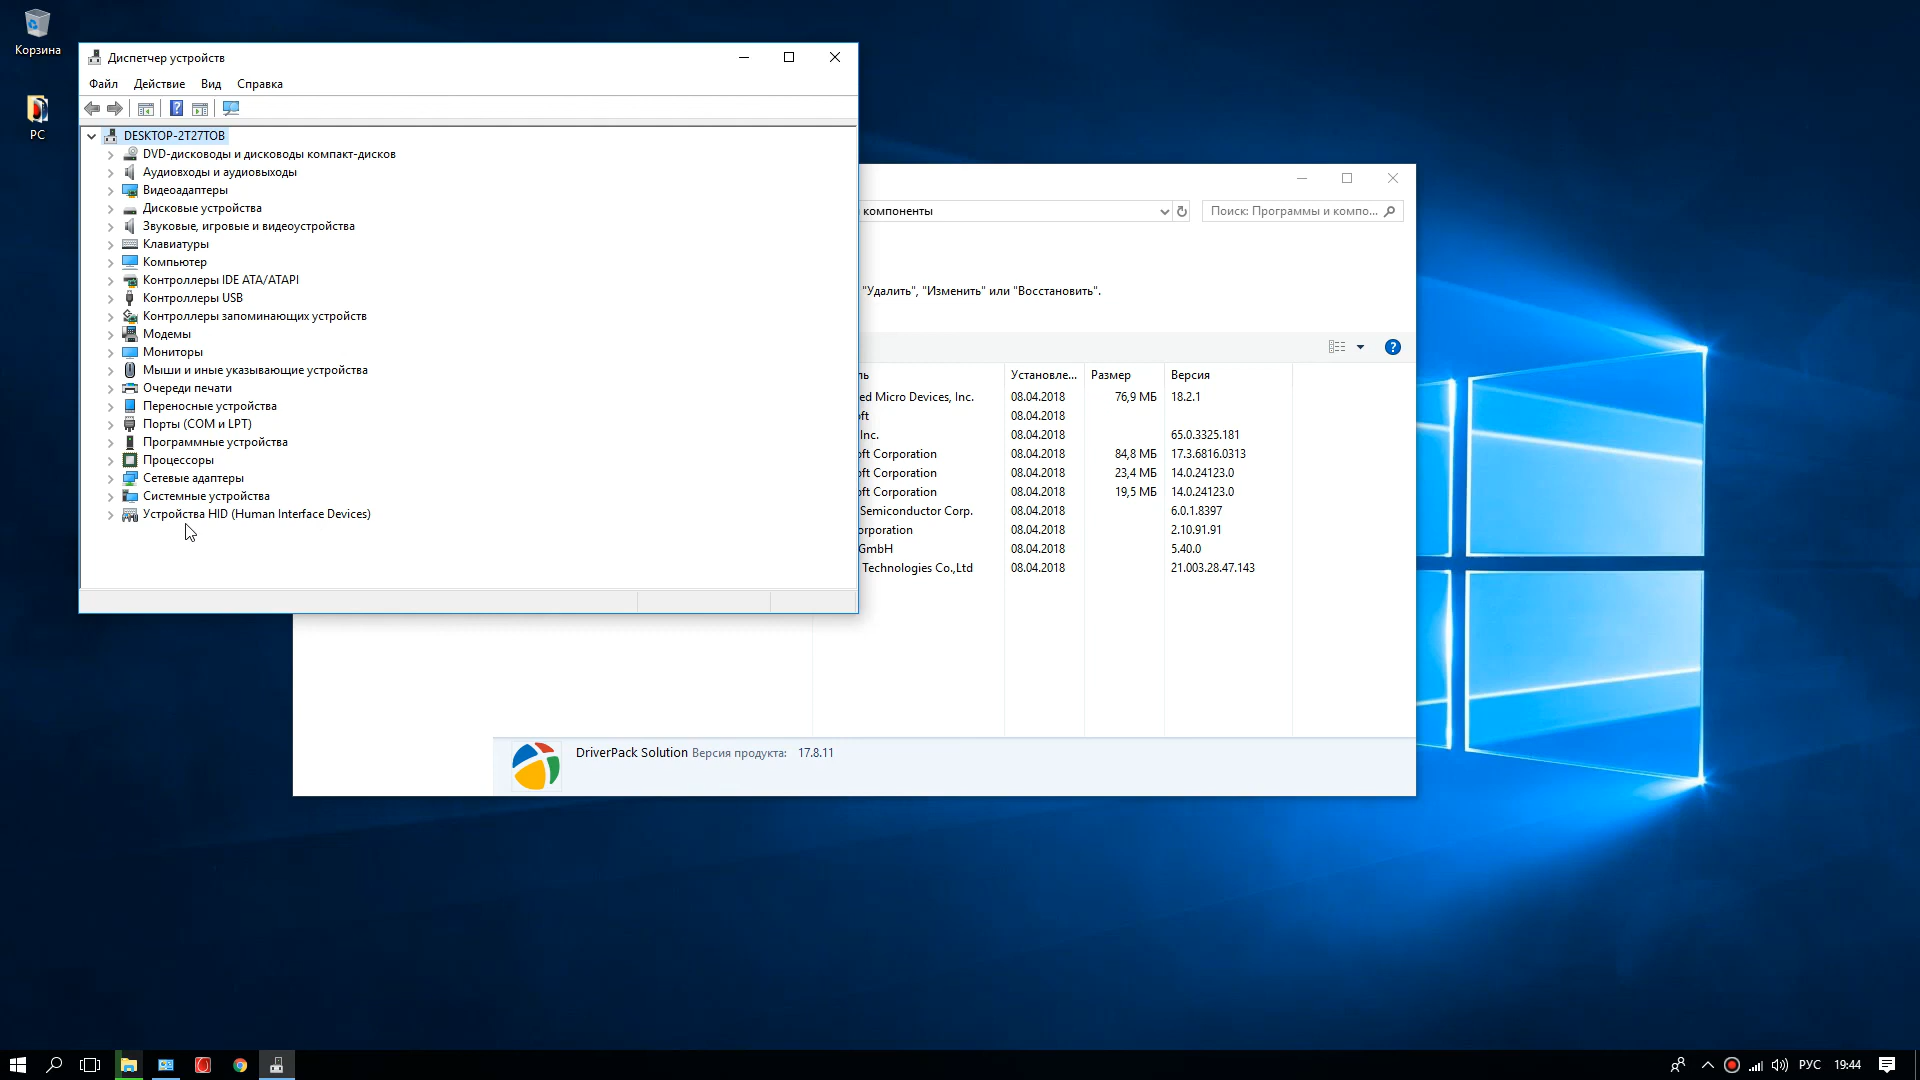 Корзина
PC
Диспетчер устройств
Файл Действие Вид Справка
DESKTOP-2T27TOB
DVD-дисководы и дисководы компакт-дисков
Аудиовходы и аудиовыходы
Видеоадаптеры
Дисковые устройства
Звуковые, игровые и видеоустройства
Клавиатуры
Компьютер
Контроллеры IDE ATA/ATAPI
Контроллеры USB
Контроллеры запоминающих устройств
Модемы
Мониторы
Мыши и иные указывающие устройства
Очереди печати
Переносные устройства
Порты (COM и LPT)
Программные устройства
Процессоры
Сетевые адаптеры
Системные устройства
Устройства HID (Human Interface Devices)
компоненты
Поиск: Программы и компо...
"Удалить", "Изменить" или "Восстановить".
ль Установле... Размер Версия
ed Micro Devices, Inc. 08.04.2018 76,9 МБ 18.2.1
oft 08.04.2018
Inc. 08.04.2018 65.0.3325.181
oft Corporation 08.04.2018 84,8 МБ 17.3.6816.0313
oft Corporation 08.04.2018 23,4 МБ 14.0.24123.0
oft Corporation 08.04.2018 19,5 МБ 14.0.24123.0
Semiconductor Corp. 08.04.2018 6.0.1.8397
orporation 08.04.2018 2.10.91.91
GmbH 08.04.2018 5.40.0
Technologies Co.,Ltd 08.04.2018 21.003.28.47.143
DriverPack Solution Версия продукта: 17.8.11
РУС 19:44